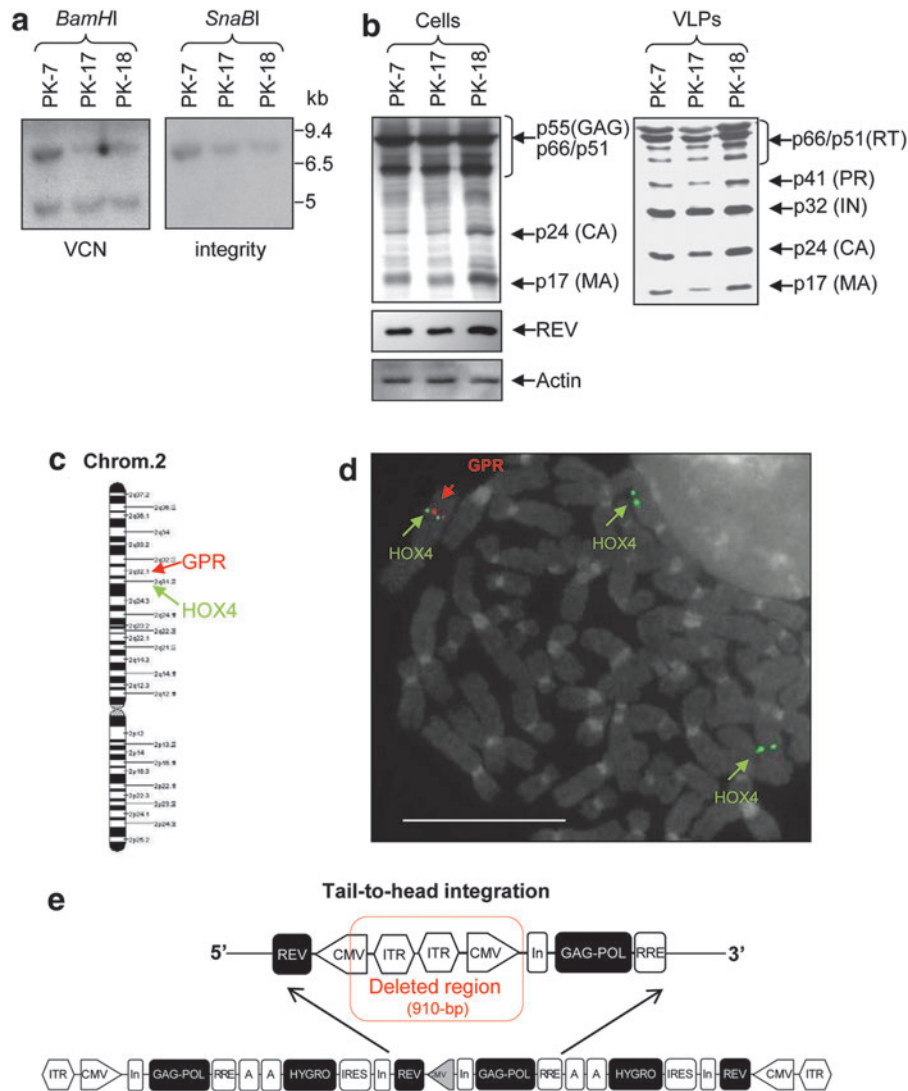 a
BamHI SnaBI
PK-7 PK-17 PK-18 PK-7 PK-17 PK-18
kb
9.4
6.5
5
VCN integrity
b
Cells VLPs
PK-7 PK-17 PK-18 PK-7 PK-17 PK-18
p55(GAG)
p66/p51
p24 (CA)
p17 (MA)
REV
Actin
p66/p51(RT)
p41 (PR)
p32 (IN)
p24 (CA)
p17 (MA)
c
Chrom.2
GPR
HOX4
d
GPR
HOX4
HOX4
HOX4
e
Tail-to-head integration
5’ REV CMV ITR ITR CMV In GAG-POL RRE 3’
Deleted region
(910-bp)
ITR CMV In GAG-POL RRE A A HYGRO IRES In REV MV In GAG-POL RRE A A HYGRO IRES In REV CMV ITR